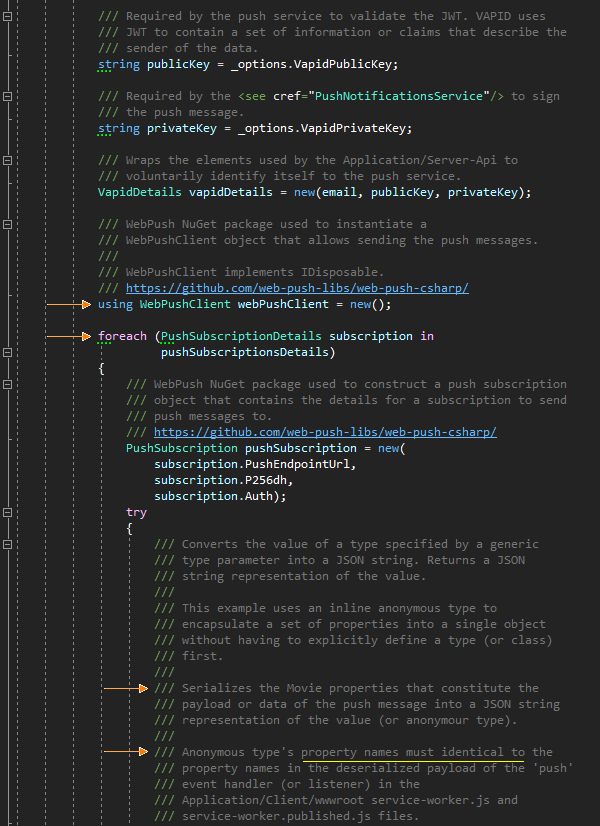 /// Required by the push service to validate the JWT. VAPID uses
/// JWT to contain a set of information or claims that describe the
/// sender of the data.
string publicKey = _options.VapidPublicKey;
/// Required by the <see cref="PushNotificationsService"/> to sign
/// the push message.
string privateKey = _options.VapidPrivateKey;
/// Wraps the elements used by the Application/Server-Api to
/// voluntarily identify itself to the push service.
VapidDetails vapidDetails = new(email, publicKey, privateKey);
/// WebPush NuGet package used to instantiate a
/// WebPushClient object that allows sending the push messages.
///
/// WebPushClient implements IDisposable.
/// https://github.com/web-push-libs/web-push-csharp/
using WebPushClient webPushClient = new();
foreach (PushSubscriptionDetails subscription in
pushSubscriptionsDetails)
{
/// WebPush NuGet package used to construct a push subscription
/// object that contains the details for a subscription to send
/// push messages to.
/// https://github.com/web-push-libs/web-push-csharp/
PushSubscription pushSubscription = new(
subscription.PushEndpointUrl,
subscription.P256dh,
subscription.Auth);
try
{
/// Converts the value of a type specified by a generic
/// type parameter into a JSON string. Returns a JSON
/// string representation of the value.
///
/// This example uses an inline anonymous type to
/// encapsulate a set of properties into a single object
/// without having to explicitly define a type (or class)
/// first.
///
/// Serializes the Movie properties that constitute the
/// payload or data of the push message into a JSON string
/// representation of the value (or anonymour type).
///
/// Anonymous type's property names must identical to the
/// property names in the deserialized payload of the 'push'
/// event handler (or listener) in the
/// Application/Client/wwwroot service-worker.js and
/// service-worker.published.js files.